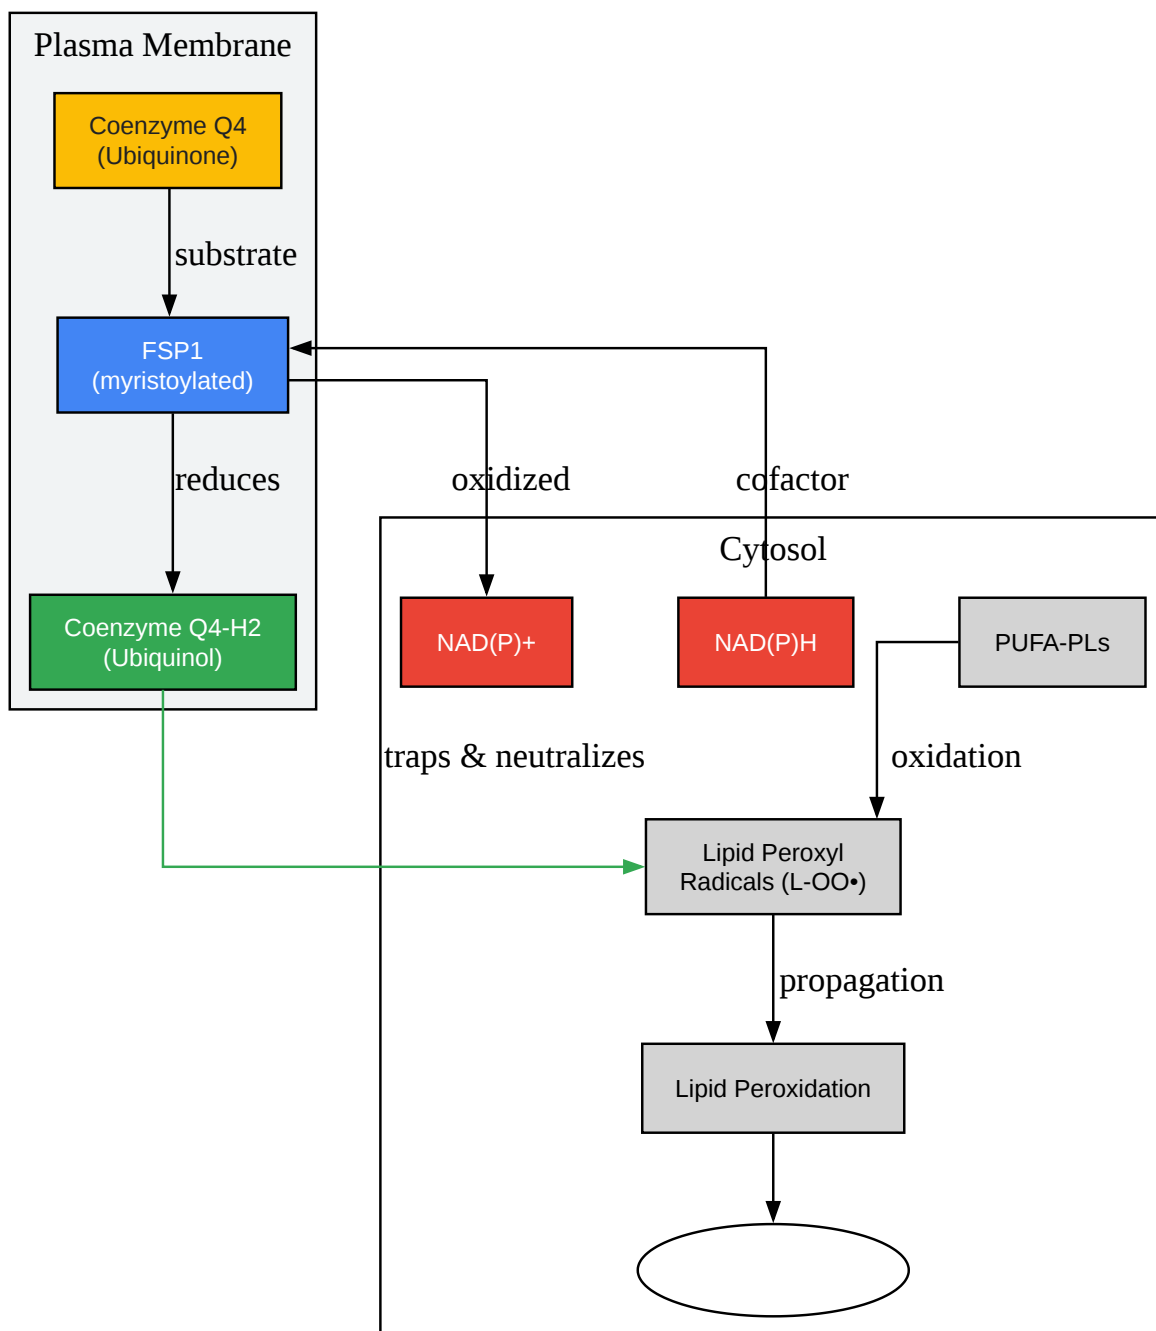 Plasma Membrane
Coenzyme Q4
(Ubiquinone)
substrate
FSP1
(myristoylated)
reduces
oxidized
cofactor
Cytosol
Coenzyme Q4-H2
(Ubiquinol)
NAD(P)+
NAD(P)H
PUFA-PLs
traps & neutralizes
oxidation
Lipid Peroxyl
Radicals (L-OO•)
propagation
Lipid Peroxidation